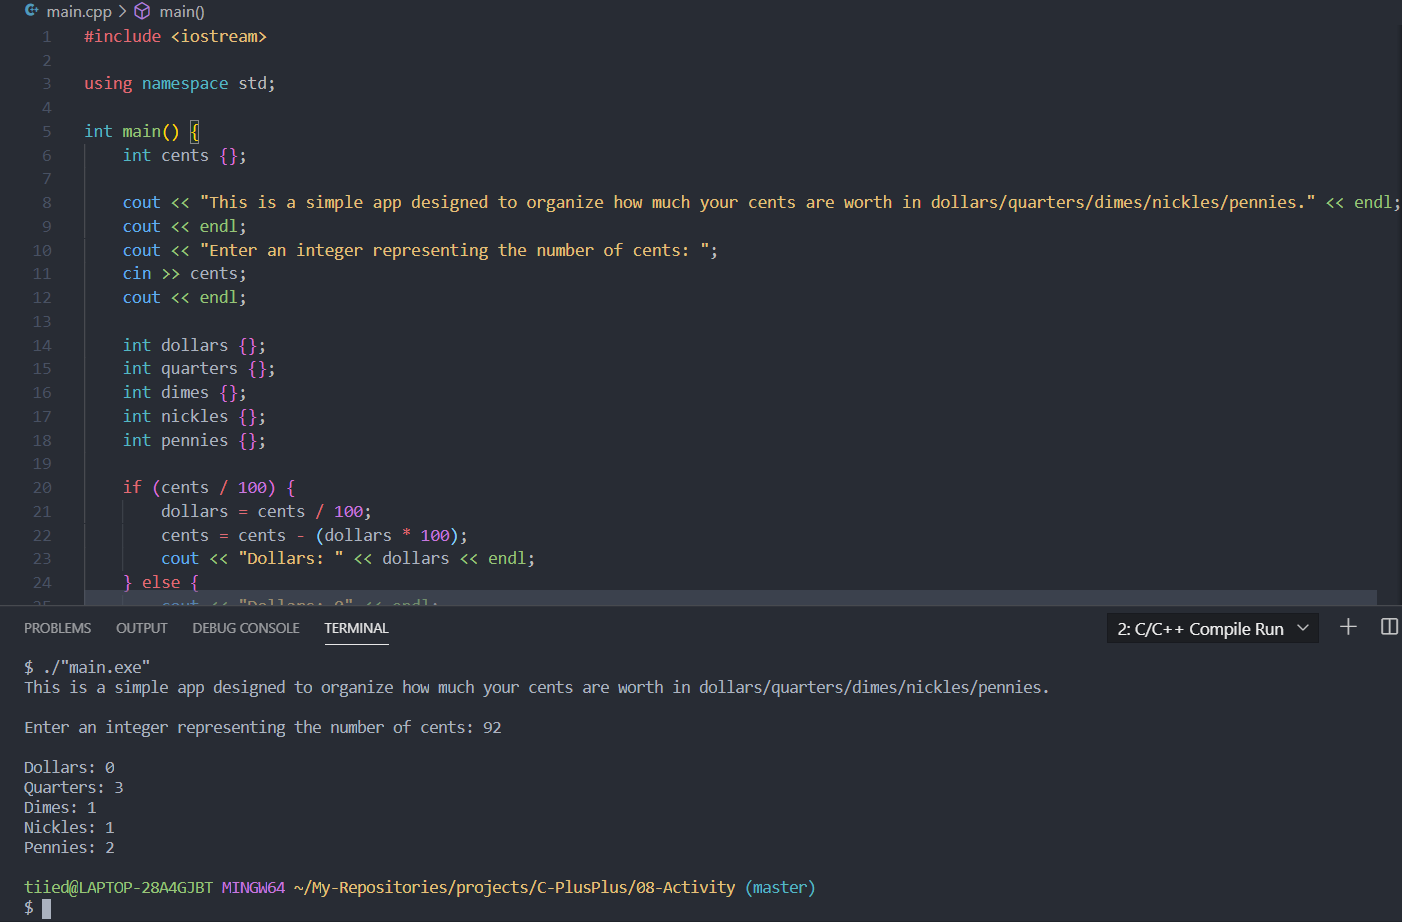 main.cpp > main()
1 #include <iostream>
2
3 using namespace std;
4
5 int main() {
6 int cents {};
7
8 cout << "This is a simple app designed to organize how much your cents are worth in dollars/quarters/dimes/nickles/pennies." << endl;
9 cout << endl;
10 cout << "Enter an integer representing the number of cents: ";
11 cin >> cents;
12 cout << endl;
13
14 int dollars {};
15 int quarters {};
16 int dimes {};
17 int nickles {};
18 int pennies {};
19
20 if (cents / 100) {
21 dollars = cents / 100;
22 cents = cents - (dollars * 100);
23 cout << "Dollars: " << dollars << endl;
24 } else {
25 cout << "Dollars: 0" << endl;
PROBLEMS OUTPUT DEBUG CONSOLE TERMINAL 2: C/C++ Compile Run
$ ./"main.exe"
This is a simple app designed to organize how much your cents are worth in dollars/quarters/dimes/nickles/pennies.
Enter an integer representing the number of cents: 92
Dollars: 0
Quarters: 3
Dimes: 1
Nickles: 1
Pennies: 2
tiied@LAPTOP-28A4GJBT MINGW64 ~/My-Repositories/projects/C-PlusPlus/08-Activity (master)
$